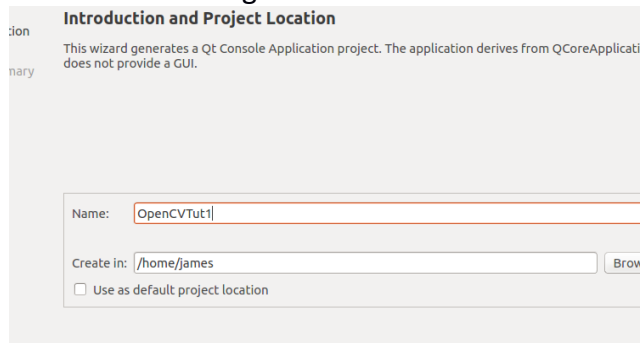 Introduction and Project Location
This wizard generates a Qt Console Application project. The application derives from QCoreApplicati
does not provide a GUI.
Name: OpenCVTut1
Create in: /home/james
Use as default project location